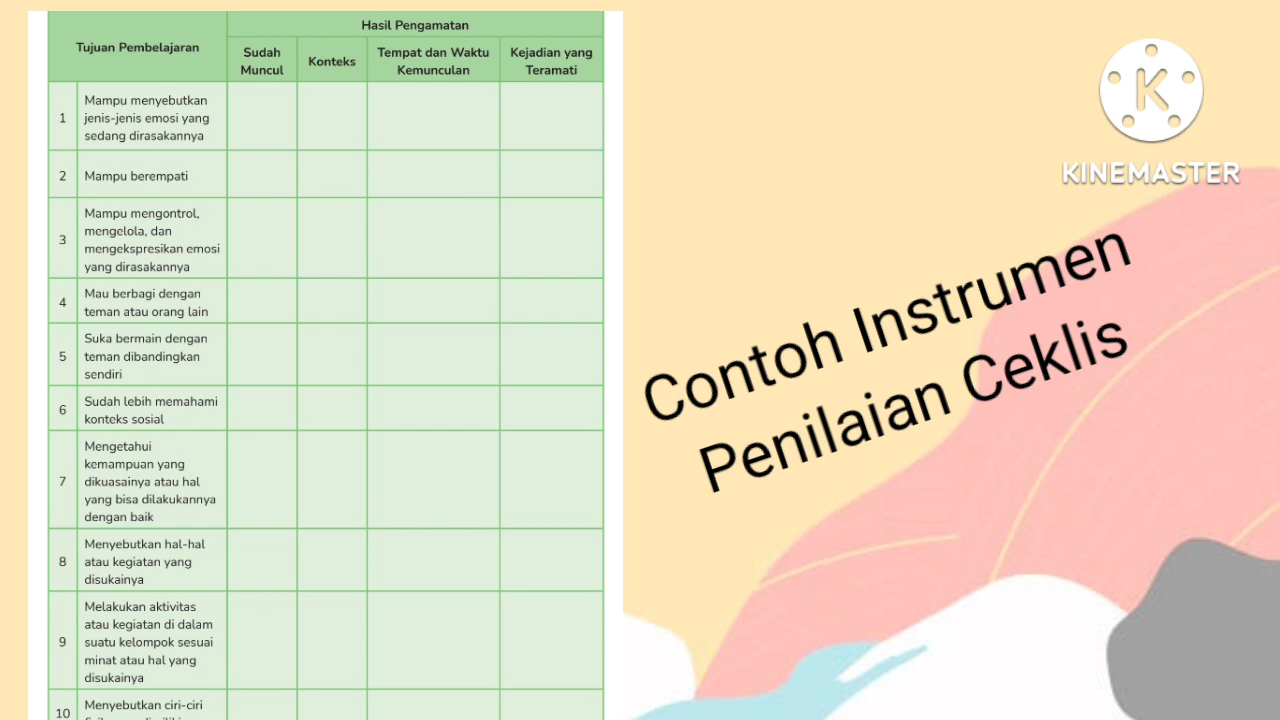 Hasil Pengamatan
Tujuan Pembelajaran
Sudah
Muncul
Konteks
Tempat dan Waktu
Kemunculan
Kejadian yang
Teramati
1
Mampu menyebutkan
jenis-jenis emosi yang
sedang dirasakannya
2
Mampu berempati
3
Mampu mengontrol,
mengelola, dan
mengekspresikan emosi
yang dirasakannya
4
Mau berbagi dengan
teman atau orang lain
5
Suka bermain dengan
teman dibandingkan
sendiri
6
Sudah lebih memahami
konteks sosial
7
Mengetahui
kemampuan yang
dikuasainya atau hal
yang bisa dilakukannya
dengan baik
8
Menyebutkan hal-hal
atau kegiatan yang
disukainya
9
Melakukan aktivitas
atau kegiatan di dalam
suatu kelompok sesuai
minat atau hal yang
disukainya
10
Menyebutkan ciri-ciri
K
KINEMASTER
Contoh Instrumen
Penilaian Ceklis